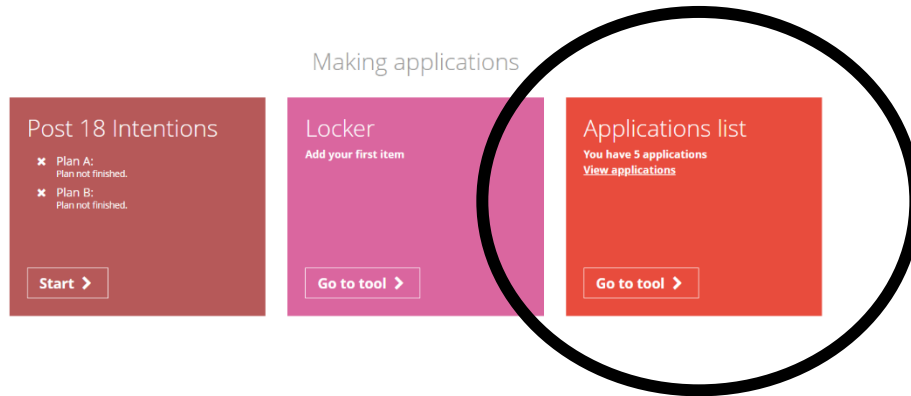 Making applications
Post 18 Intentions
Plan A:
Plan not finished.
Plan B:
Plan not finished.
Start
Locker
Add your first item
Go to tool
Applications list
You have 5 applications
View applications
Go to tool